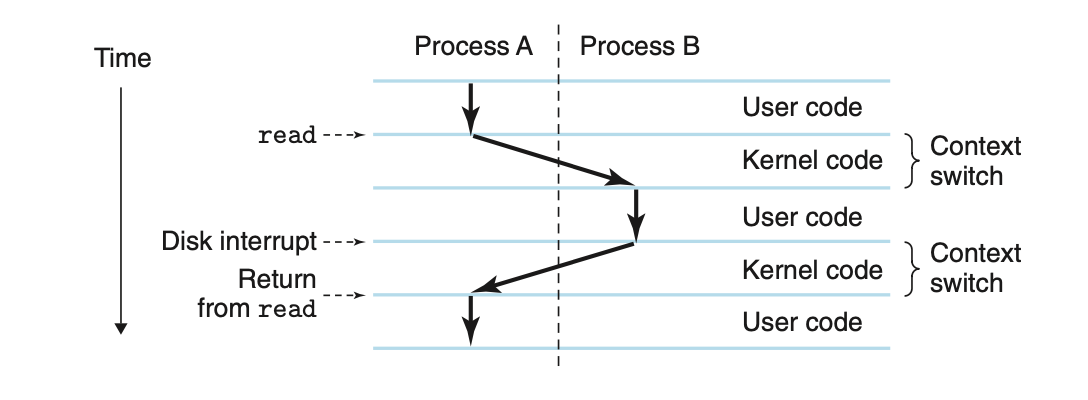 Process A Process B
Time
User code
read
Kernel code
Context
switch
User code
Disk interrupt
Kernel code
Context
switch
Return
from read
User code